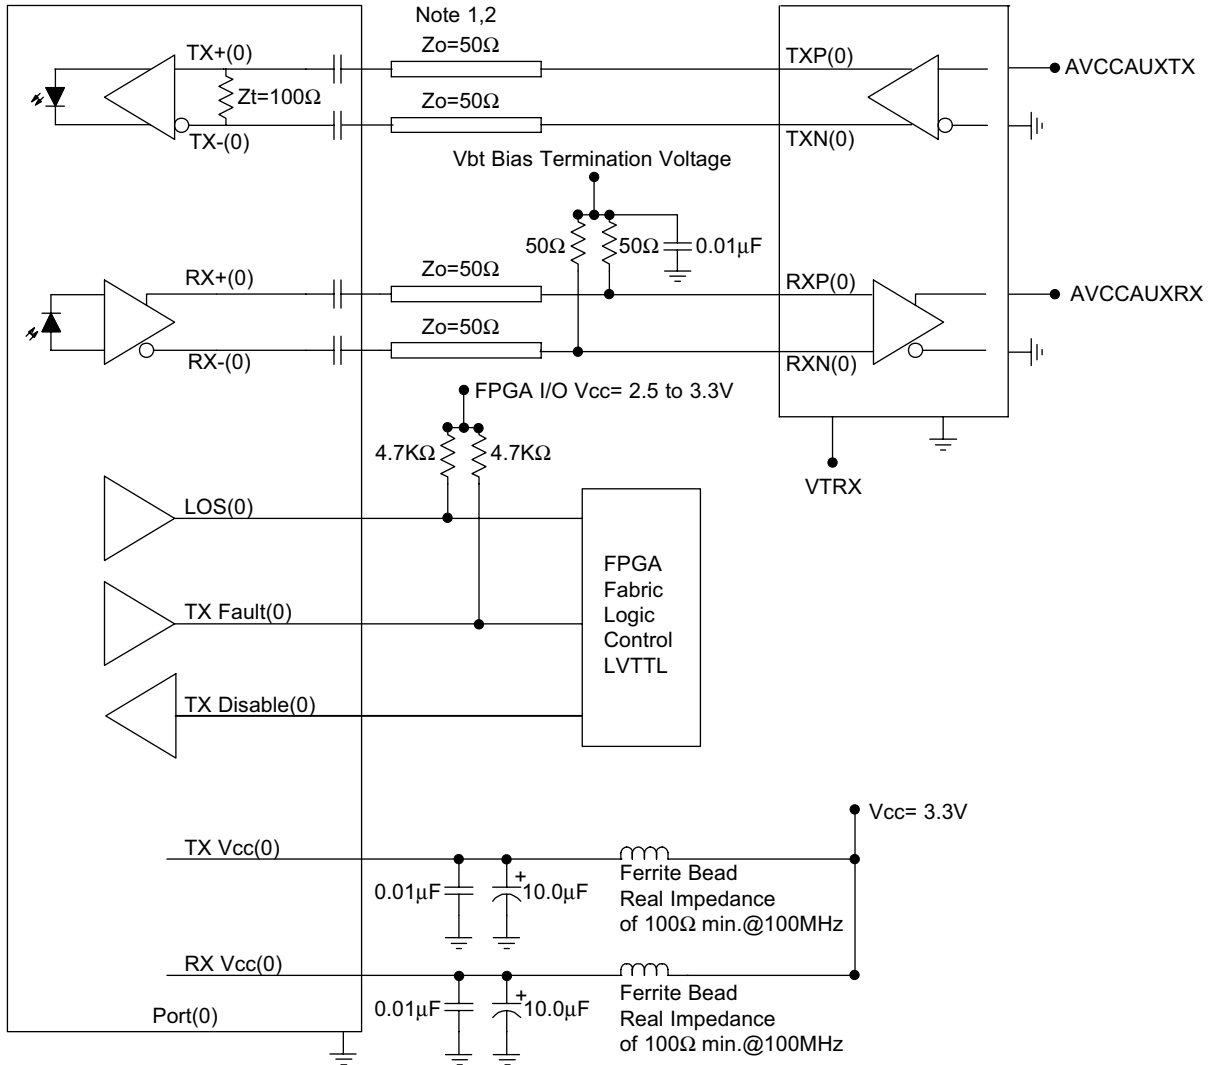 Note 1,2
TX+(0)
Zo=50Ω
TXP(0)
AVCCAUXTX
Zt=100Ω
Zo=50Ω
TX-(0)
TXN(0)
Vbt Bias Termination Voltage
50Ω
50Ω
0.01μF
RX+(0)
Zo=50Ω
RXP(0)
AVCCAUXRX
Zo=50Ω
RX-(0)
RXN(0)
FPGA I/O Vcc= 2.5 to 3.3V
4.7KΩ
4.7KΩ
VTRX
LOS(0)
FPGA
Fabric
Logic
Control
LVTTL
TX Fault(0)
TX Disable(0)
Vcc= 3.3V
TX Vcc(0)
0.01μF
+
10.0μF
Ferrite Bead
Real Impedance
of 100Ω min.@100MHz
RX Vcc(0)
0.01μF
+
10.0μF
Ferrite Bead
Real Impedance
of 100Ω min.@100MHz
Port(0)